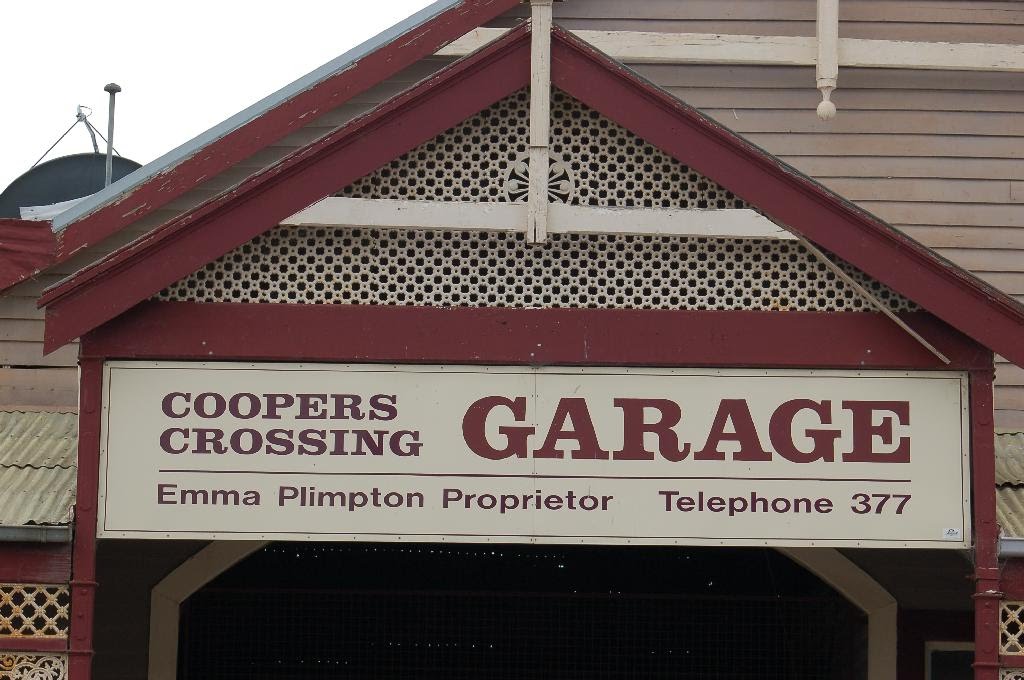 COOPERS
CROSSING
GARAGE
Emma Plimpton Proprietor Telephone 377